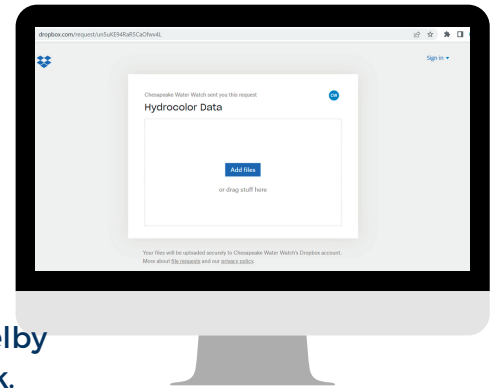 dropbox.com/request/un5uKE94RaR5CaOfwv4L
Sign in
Chesapeake Water Watch sent you this request
CW
Hydrocolor Data
Add files
or drag stuff here
Your files will be uploaded securely to Chesapeake Water Watch's Dropbox account.
More about file requests and our privacy policy.